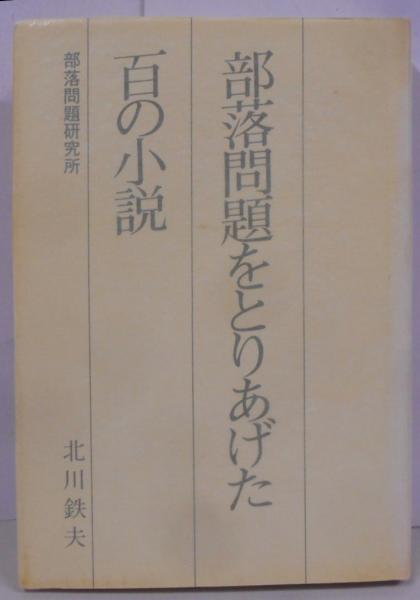 部落問題をとりあげた
百の小説
部落問題研究所
北川鉄夫